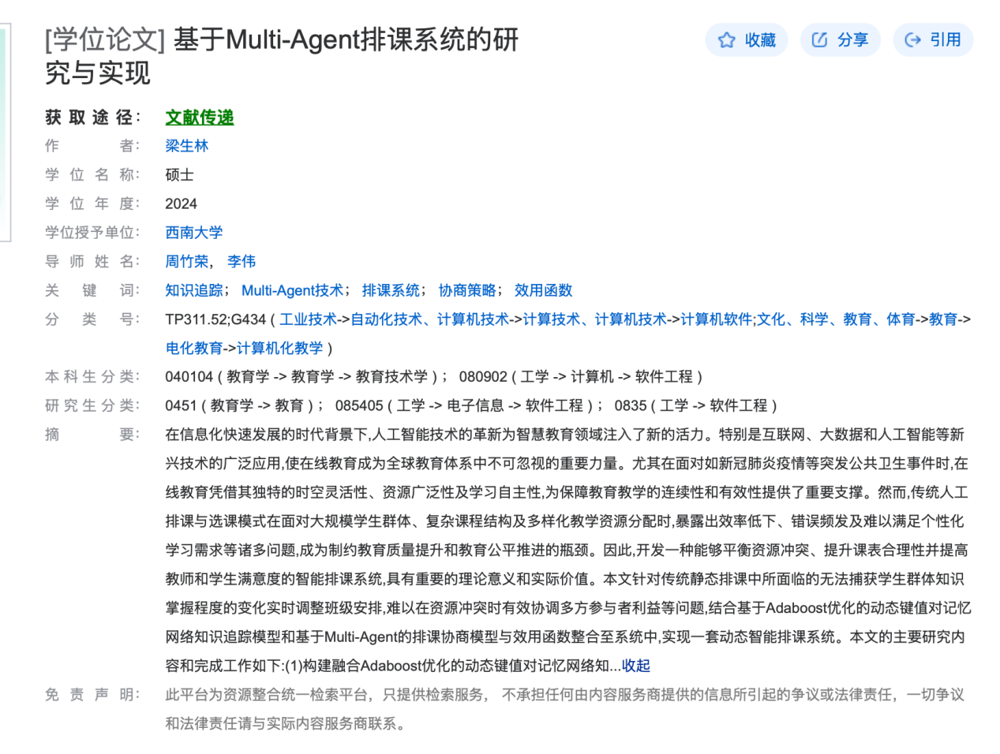 [学位论文] 基于Multi-Agent排课系统的研
究与实现
收藏 分享 引用
获取途径： 文献传递
作者： 梁生林
学位名称： 硕士
学位年度： 2024
学位授予单位： 西南大学
导师姓名： 周竹荣， 李伟
关键词： 知识追踪； Multi-Agent技术； 排课系统； 协商策略； 效用函数
分类号： TP311.52;G434 ( 工业技术->自动化技术、计算机技术->计算技术、计算机技术->计算机软件;文化、科学、教育、体育->教育->
电化教育->计算机化教学 )
本科生分类： 040104 ( 教育学 -> 教育学 -> 教育技术学 )； 080902 ( 工学 -> 计算机 -> 软件工程 )
研究生分类： 0451 ( 教育学 -> 教育 )； 085405 ( 工学 -> 电子信息 -> 软件工程 )； 0835 ( 工学 -> 软件工程 )
摘要： 在信息化快速发展的时代背景下,人工智能技术的革新为智慧教育领域注入了新的活力。特别是互联网、大数据和人工智能等新
兴技术的广泛应用,使在线教育成为全球教育体系中不可忽视的重要力量。尤其在面对如新冠肺炎疫情等突发公共卫生事件时,在
线教育凭借其独特的时空灵活性、资源广泛性及学习自主性,为保障教育教学的连续性和有效性提供了重要支撑。然而,传统人工
排课与选课模式在面对大规模学生群体、复杂课程结构及多样化教学资源分配时,暴露出效率低下、错误频发及难以满足个性化
学习需求等诸多问题,成为制约教育质量提升和教育公平推进的瓶颈。因此,开发一种能够平衡资源冲突、提升课表合理性并提高
教师和学生满意度的智能排课系统,具有重要的理论意义和实际价值。本文针对传统静态排课中所面临的无法捕获学生群体知识
掌握程度的变化实时调整班级安排,难以在资源冲突时有效协调多方参与者利益等问题,结合基于Adaboost优化的动态键值对记忆
网络知识追踪模型和基于Multi-Agent的排课协商模型与效用函数整合至系统中,实现一套动态智能排课系统。本文的主要研究内
容和完成工作如下:(1)构建融合Adaboost优化的动态键值对记忆网络知...收起
免责声明： 此平台为资源整合统一检索平台，只提供检索服务， 不承担任何由内容服务商提供的信息所引起的争议或法律责任，一切争议
和法律责任请与实际内容服务商联系。